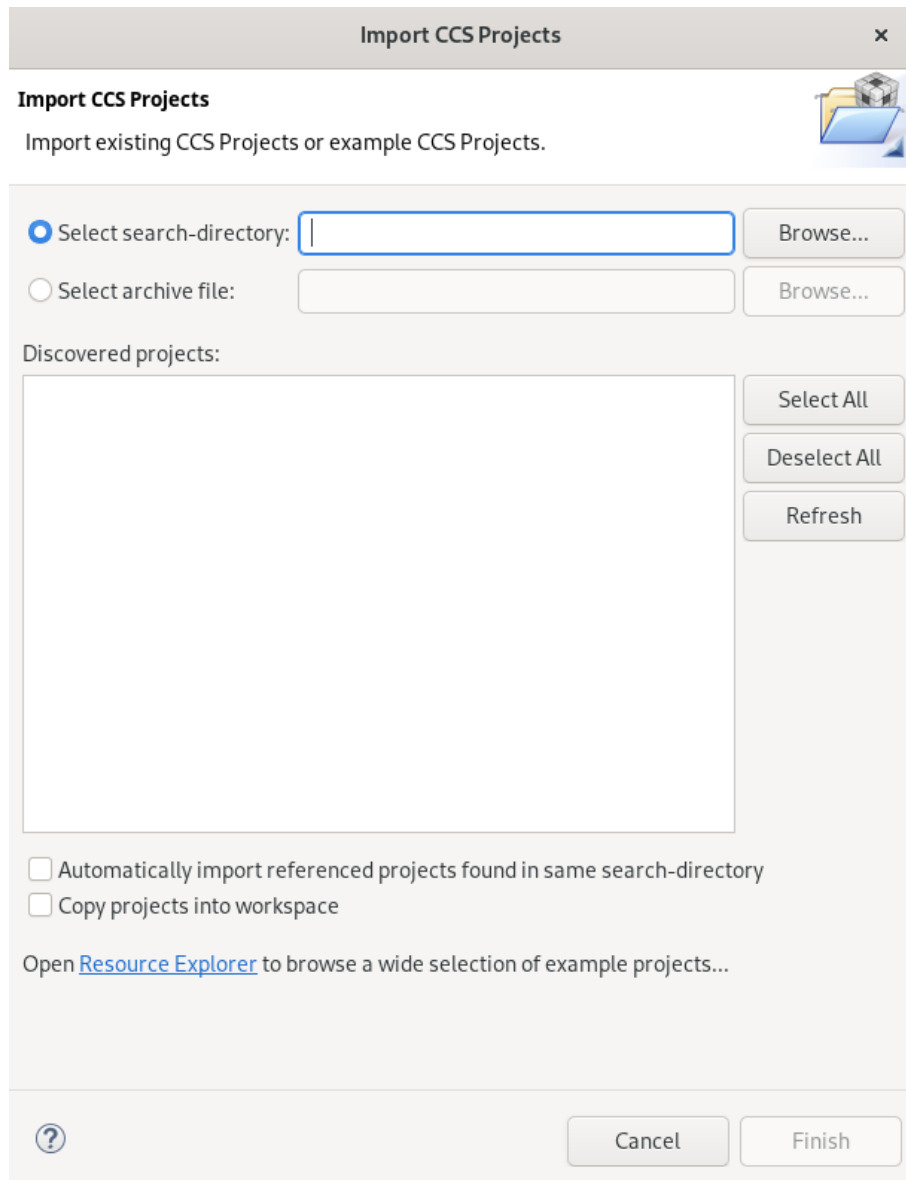 Import CCS Projects
×
Import CCS Projects
Import existing CCS Projects or example CCS Projects.
Select search-directory:
Browse...
Select archive file:
Browse...
Discovered projects:
Select All
Deselect All
Refresh
Automatically import referenced projects found in same search-directory
Copy projects into workspace
Open Resource Explorer to browse a wide selection of example projects...
?
Cancel
Finish